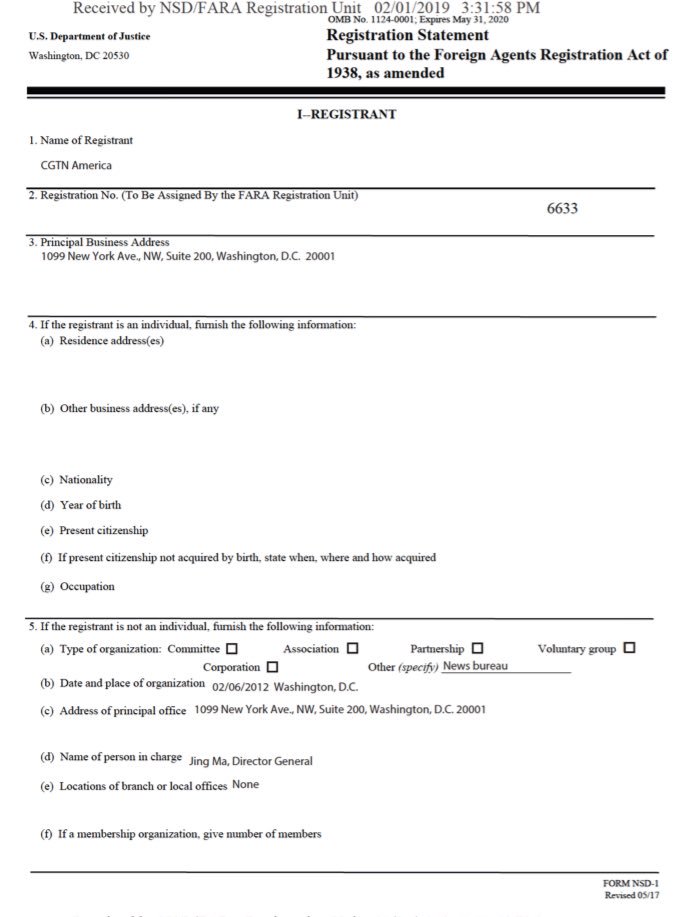 Received by NSD/FARA Registration Unit 02/01/2019 3:31:58 PM
OMB No. 1124-0001; Expires May 31, 2020
U.S. Department of Justice
Washington, DC 20530
Registration Statement
Pursuant to the Foreign Agents Registration Act of
1938, as amended
I–REGISTRANT
1. Name of Registrant
CGTN America
2. Registration No. (To Be Assigned By the FARA Registration Unit)
6633
3. Principal Business Address
1099 New York Ave., NW, Suite 200, Washington, D.C. 20001
4. If the registrant is an individual, furnish the following information:
(a) Residence address(es)
(b) Other business address(es), if any
(c) Nationality
(d) Year of birth
(e) Present citizenship
(f) If present citizenship not acquired by birth, state when, where and how acquired
(g) Occupation
5. If the registrant is not an individual, furnish the following information:
(a) Type of organization: Committee ☐ Association ☐ Partnership ☐ Voluntary group ☐
Corporation ☐ Other (specify) News bureau
(b) Date and place of organization 02/06/2012 Washington, D.C.
(c) Address of principal office 1099 New York Ave., NW, Suite 200, Washington, D.C. 20001
(d) Name of person in charge Jing Ma, Director General
(e) Locations of branch or local offices None
(f) If a membership organization, give number of members
FORM NSD-1
Revised 05/17